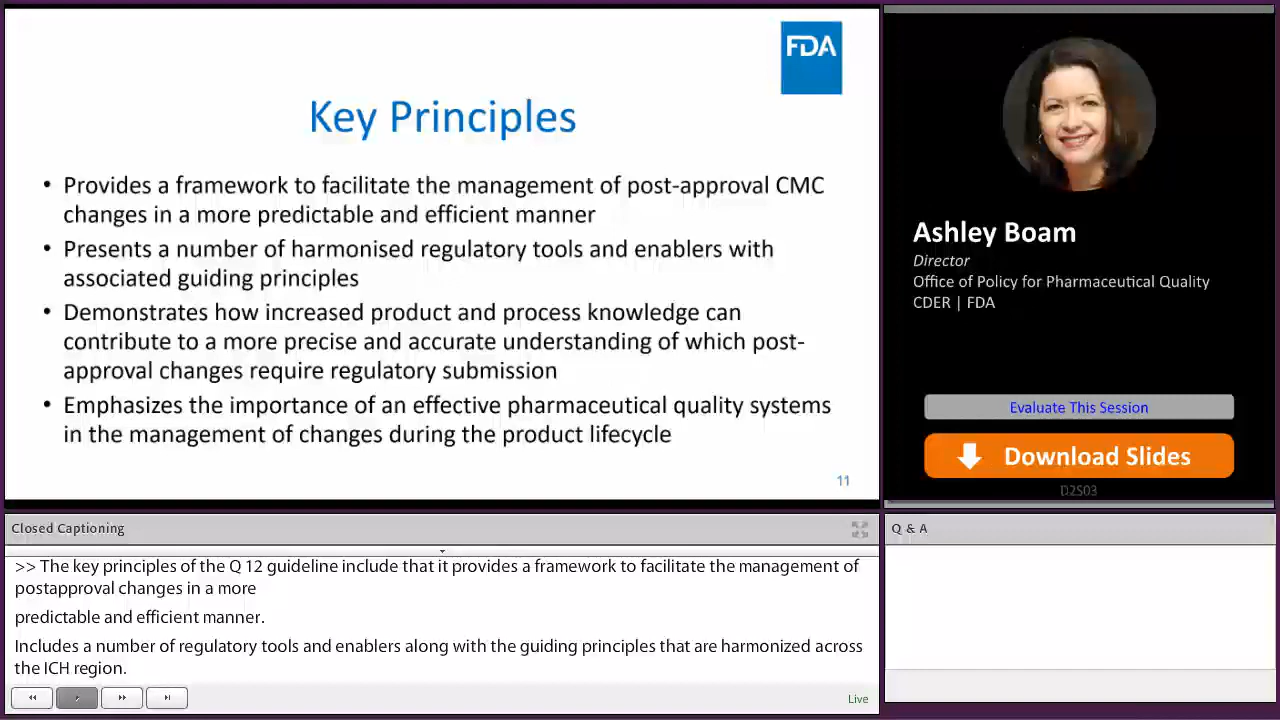 FDA
Key Principles
• Provides a framework to facilitate the management of post-approval CMC
changes in a more predictable and efficient manner
• Presents a number of harmonised regulatory tools and enablers with
associated guiding principles
• Demonstrates how increased product and process knowledge can
contribute to a more precise and accurate understanding of which post-
approval changes require regulatory submission
• Emphasizes the importance of an effective pharmaceutical quality systems
in the management of changes during the product lifecycle
11
Ashley Boam
Director
Office of Policy for Pharmaceutical Quality
CDER | FDA
Evaluate This Session
Download Slides
D2S03
Closed Captioning
>> The key principles of the Q 12 guideline include that it provides a framework to facilitate the management of
postapproval changes in a more
predictable and efficient manner.
Includes a number of regulatory tools and enablers along with the guiding principles that are harmonized across
the ICH region.
Live
Q & A